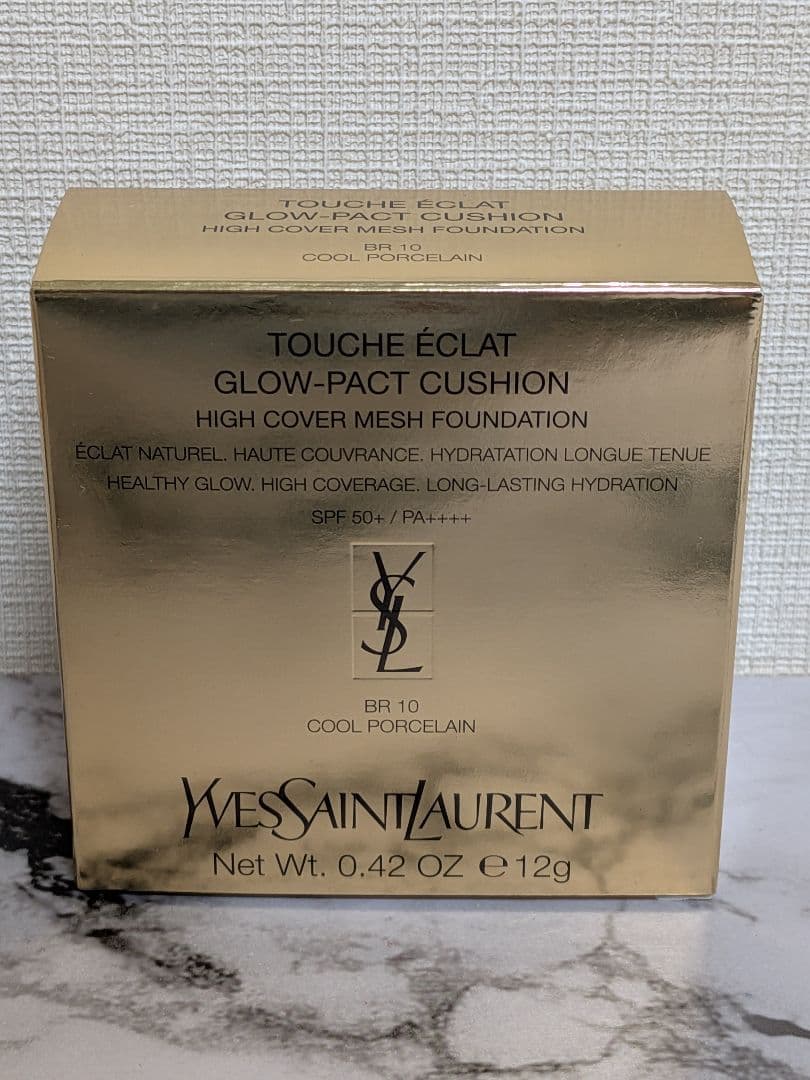 TOUCHE ÉCLAT
GLOW-PACT CUSHION
HIGH COVER MESH FOUNDATION
BR 10
COOL PORCELAIN
TOUCHE ÉCLAT
GLOW-PACT CUSHION
HIGH COVER MESH FOUNDATION
ÉCLAT NATUREL. HAUTE COUVRANCE. HYDRATATION LONGUE TENUE
HEALTHY GLOW. HIGH COVERAGE. LONG-LASTING HYDRATION
SPF 50+ / PA++++
YSL
BR 10
COOL PORCELAIN
YVESSAINTLAURENT
Net Wt. 0.42 OZ ℮ 12g